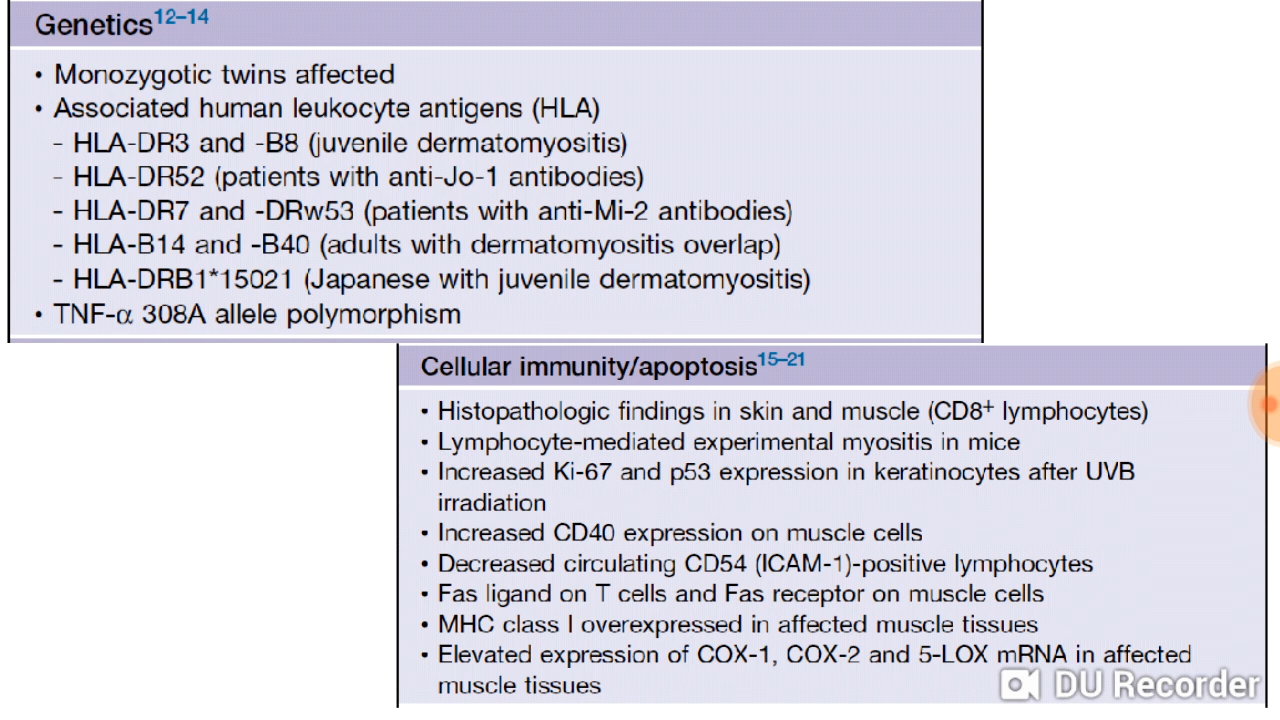 Genetics12–14
• Monozygotic twins affected
• Associated human leukocyte antigens (HLA)
- HLA-DR3 and -B8 (juvenile dermatomyositis)
- HLA-DR52 (patients with anti-Jo-1 antibodies)
- HLA-DR7 and -DRw53 (patients with anti-Mi-2 antibodies)
- HLA-B14 and -B40 (adults with dermatomyositis overlap)
- HLA-DRB1*15021 (Japanese with juvenile dermatomyositis)
• TNF-α 308A allele polymorphism
Cellular immunity/apoptosis15–21
• Histopathologic findings in skin and muscle (CD8+ lymphocytes)
• Lymphocyte-mediated experimental myositis in mice
• Increased Ki-67 and p53 expression in keratinocytes after UVB
irradiation
• Increased CD40 expression on muscle cells
• Decreased circulating CD54 (ICAM-1)-positive lymphocytes
• Fas ligand on T cells and Fas receptor on muscle cells
• MHC class I overexpressed in affected muscle tissues
• Elevated expression of COX-1, COX-2 and 5-LOX mRNA in affected
muscle tissues
DU Recorder